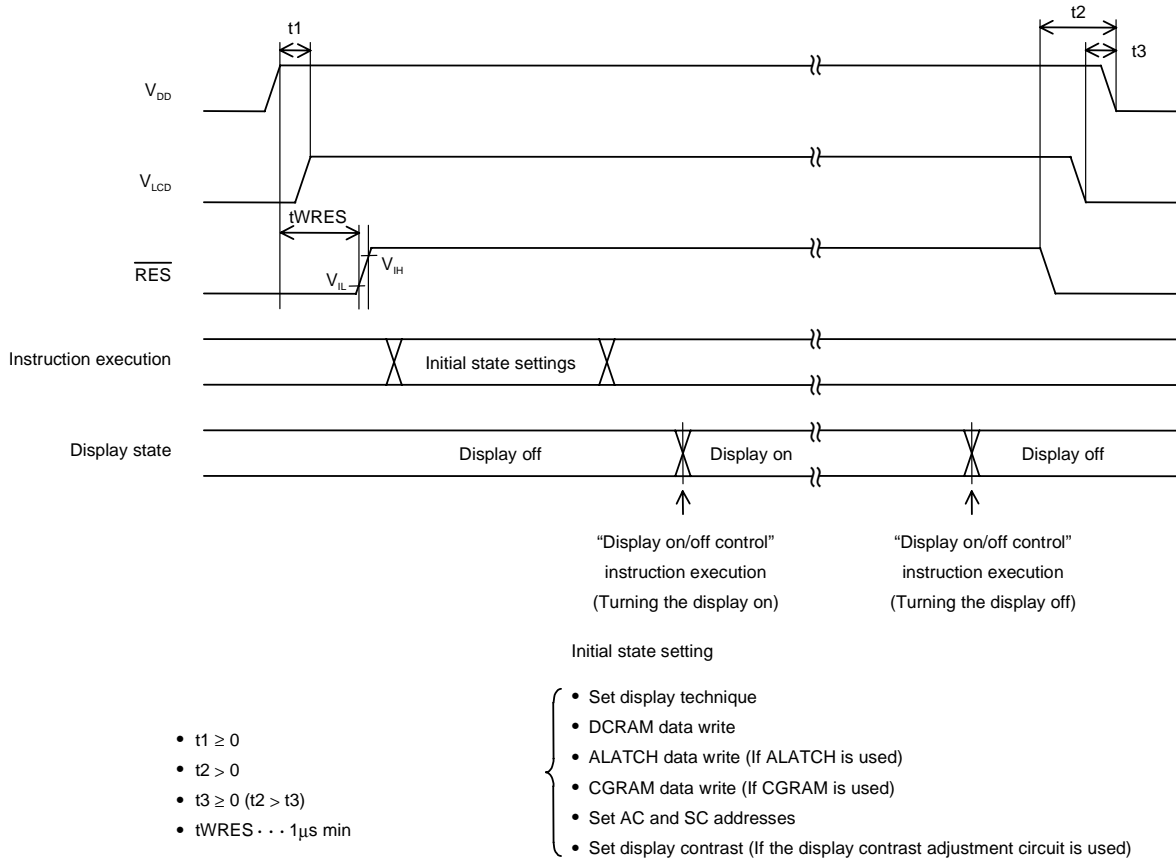 t1
t2
t3
VDD
VLCD
tWRES
RES
VIL
VIH
Instruction execution
Initial state settings
Display state
Display off
Display on
Display off
“Display on/off control”
instruction execution
(Turning the display on)
“Display on/off control”
instruction execution
(Turning the display off)
Initial state setting
• Set display technique
• DCRAM data write
• ALATCH data write (If ALATCH is used)
• CGRAM data write (If CGRAM is used)
• Set AC and SC addresses
• Set display contrast (If the display contrast adjustment circuit is used)
• t1 ≥ 0
• t2 > 0
• t3 ≥ 0 (t2 > t3)
• tWRES · · · 1μs min